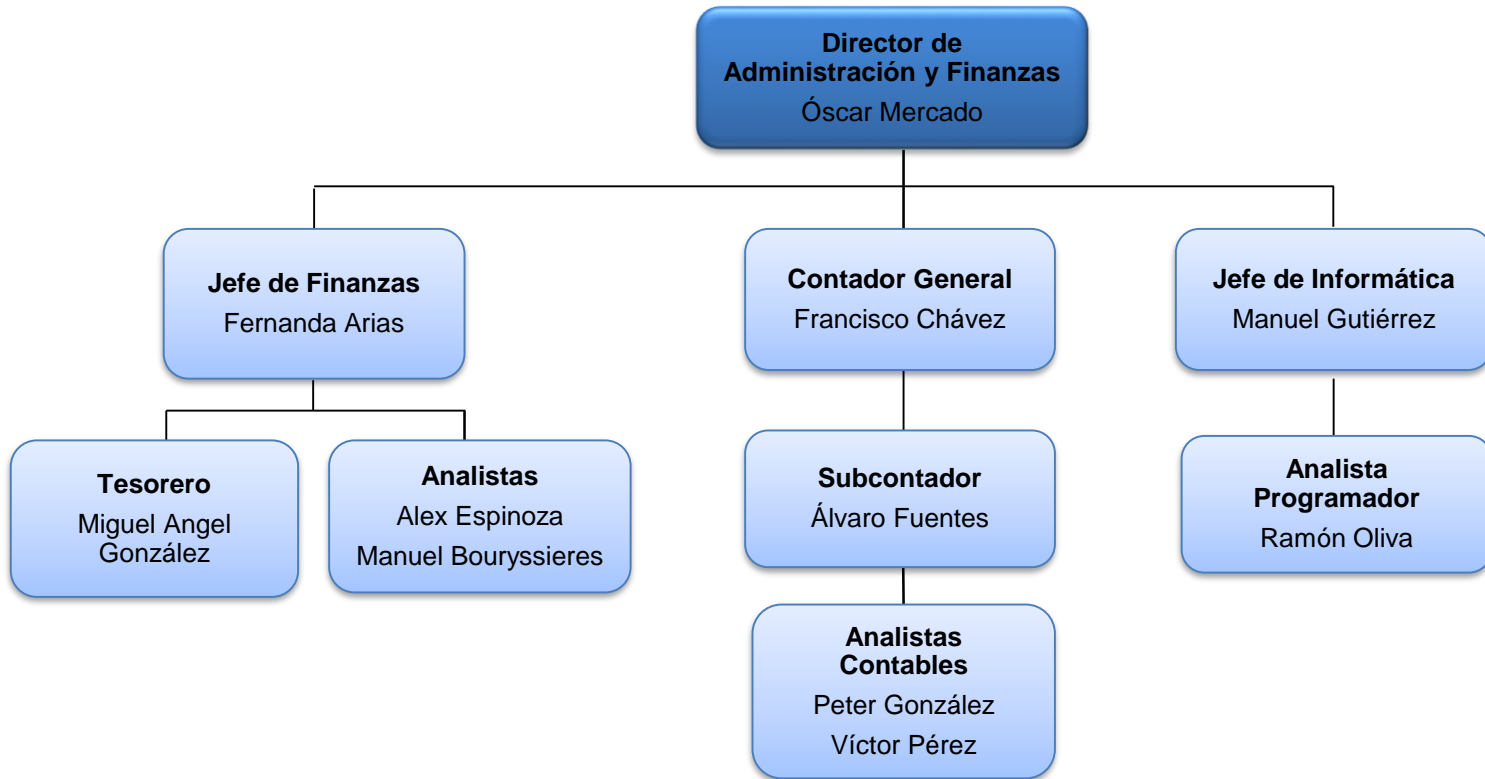 Director de
Administración y Finanzas
Óscar Mercado
Jefe de Finanzas
Fernanda Arias
Contador General
Francisco Chávez
Jefe de Informática
Manuel Gutiérrez
Tesorero
Miguel Angel
González
Analistas
Alex Espinoza
Manuel Bouryssieres
Subcontador
Álvaro Fuentes
Analista
Programador
Ramón Oliva
Analistas
Contables
Peter González
Víctor Pérez